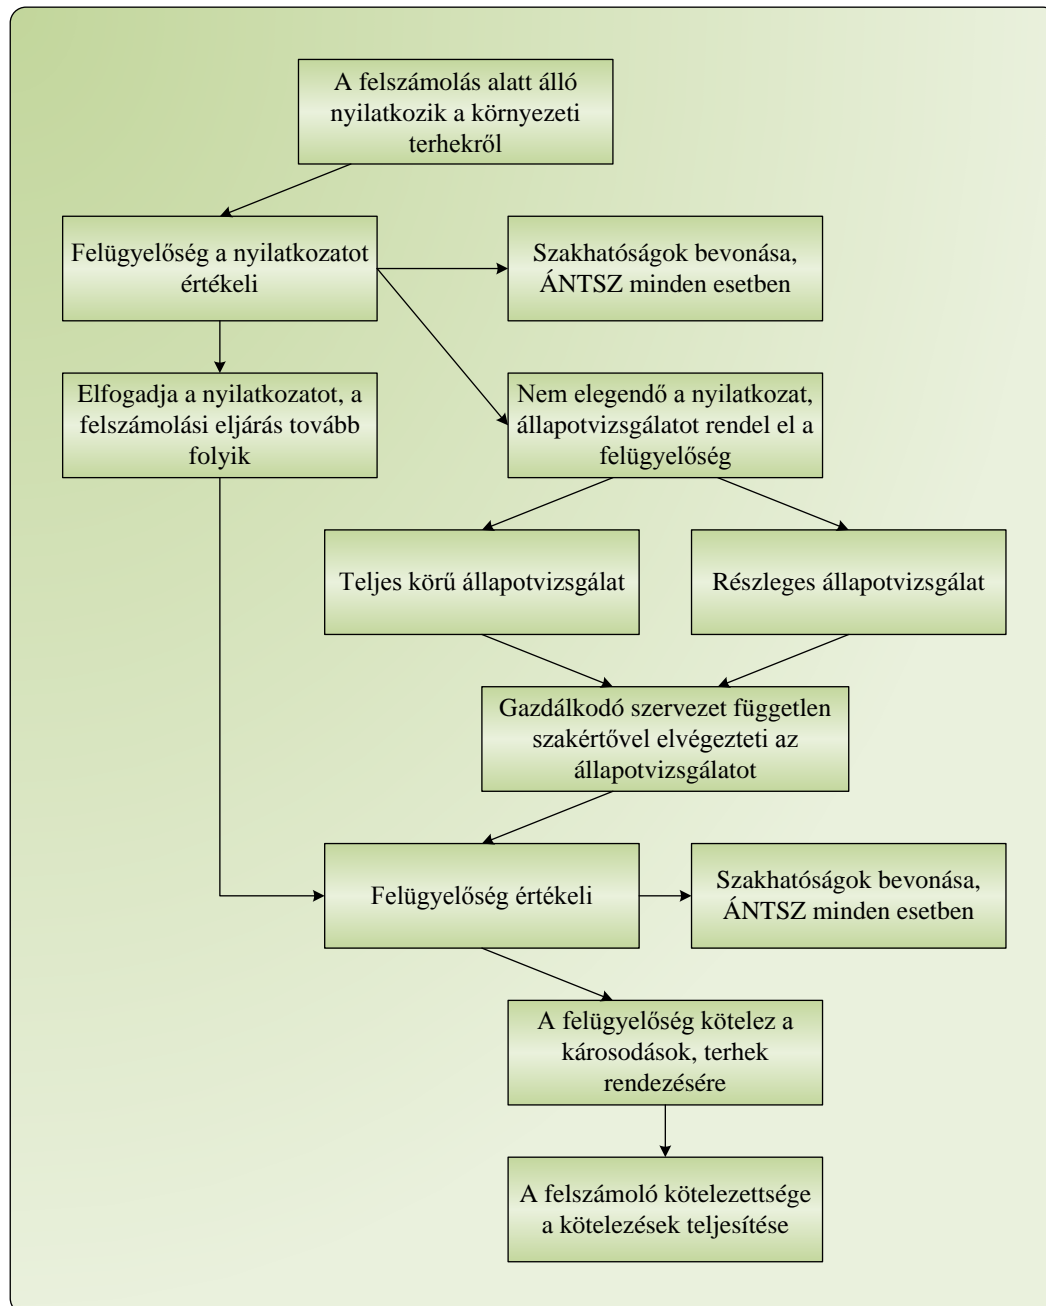 A felszámolás alatt álló
nyilatkozik a környezeti
terhekről
Felügyelőség a nyilatkozatot
értékeli
Szakhatóságok bevonása,
ÁNTSZ minden esetben
Elfogadja a nyilatkozatot, a
felszámolási eljárás tovább
folyik
Nem elegendő a nyilatkozat,
állapotvizsgálatot rendel el a
felügyelőség
Teljes körű állapotvizsgálat
Részleges állapotvizsgálat
Gazdálkodó szervezet független
szakértővel elvégezteti az
állapotvizsgálatot
Felügyelőség értékeli
Szakhatóságok bevonása,
ÁNTSZ minden esetben
A felügyelőség kötelez a
károsodások, terhek
rendezésére
A felszámoló kötelezettsége
a kötelezések teljesítése